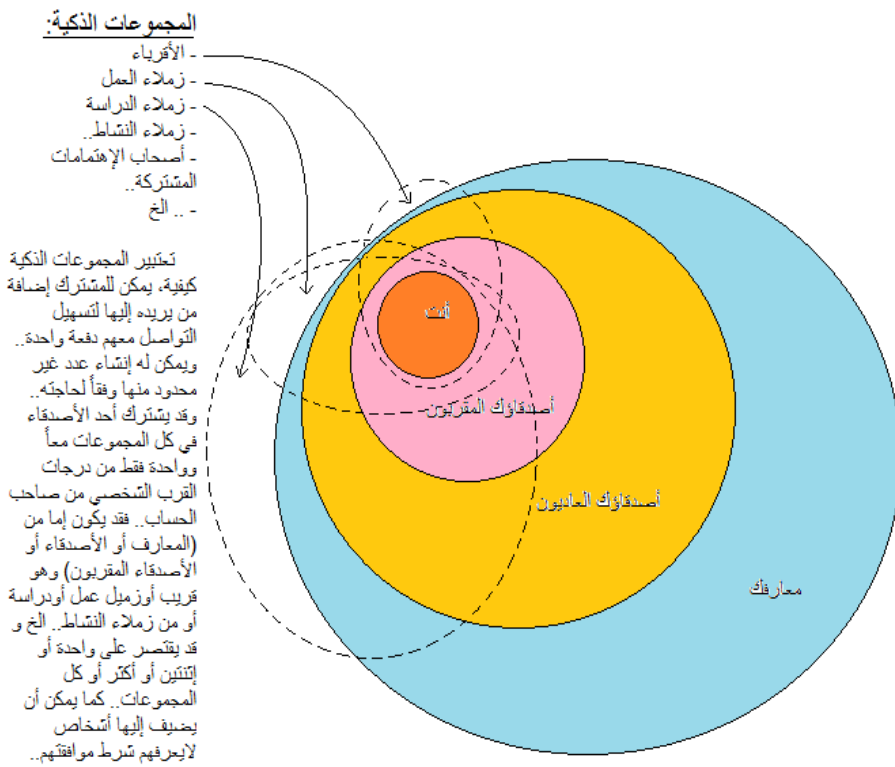 المجموعات الذكية:
- الأقرباء
- زملاء العمل
- زملاء الدراسة
- زملاء النشاط..
- أصحاب الإهتمامات
المشتركة..
- .. الخ
تعتبير المجموعات الذكية
كيفية، يمكن للمشترك إضافة
من يريده إليها لتسهيل
التواصل معهم دفعة واحدة..
ويمكن له إنشاء عدد غير
محدود منها وفقاً لحاجته..
وقد يشترك أحد الأصدقاء
في كل المجموعات معاً
وواحدة فقط من درجات
القرب الشخصي من صاحب
الحساب.. فقد يكون إما من
(المعارف أو الأصدقاء أو
الأصدقاء المقربون) وهو
قريب أوزميل عمل أودراسة
أو من زملاء النشاط.. الخ و
قد يقتصر على واحدة أو
إثنتين أو أكثر أو كل
المجموعات.. كما يمكن أن
يضيف إليها أشخاص
لايعرفهم شرط موافقتهم..
أنت
أصدقاؤك المقربون
أصدقاؤك العاديون
معارفك